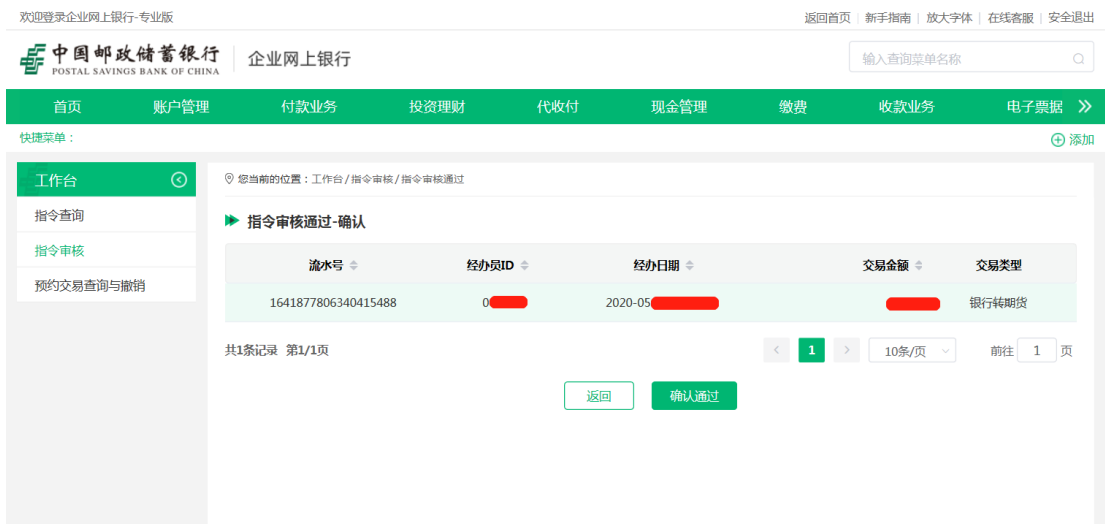 欢迎登录企业网上银行-专业版 返回首页 | 新手指南 | 放大字体 | 在线客服 | 安全退出
中国邮政储蓄银行 企业网上银行 输入查询菜单名称
POSTAL SAVINGS BANK OF CHINA
首页 账户管理 付款业务 投资理财 代收付 现金管理 缴费 收款业务 电子票据
快捷菜单： 添加
工作台
指令查询
指令审核
预约交易查询与撤销
您当前的位置：工作台/指令审核/指令审核通过
指令审核通过-确认
流水号 经办员ID 经办日期 交易金额 交易类型
1641877806340415488 0 2020-05 银行转期货
共1条记录 第1/1页 < 1 > 10条/页 前往 1 页
返回 确认通过